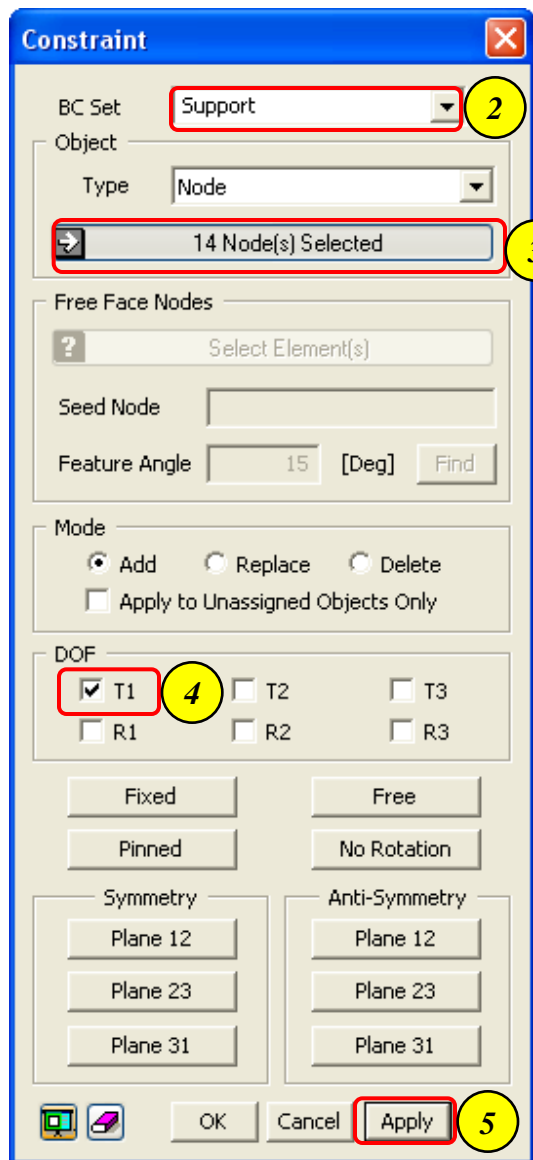 Constraint
BC Set Support 2
Object
Type Node
14 Node(s) Selected 3
Free Face Nodes
? Select Element(s)
Seed Node
Feature Angle 15 [Deg] Find
Mode
Add Replace Delete
Apply to Unassigned Objects Only
DOF
T1 4 T2 T3
R1 R2 R3
Fixed Free
Pinned No Rotation
Symmetry Anti-Symmetry
Plane 12 Plane 12
Plane 23 Plane 23
Plane 31 Plane 31
OK Cancel Apply 5